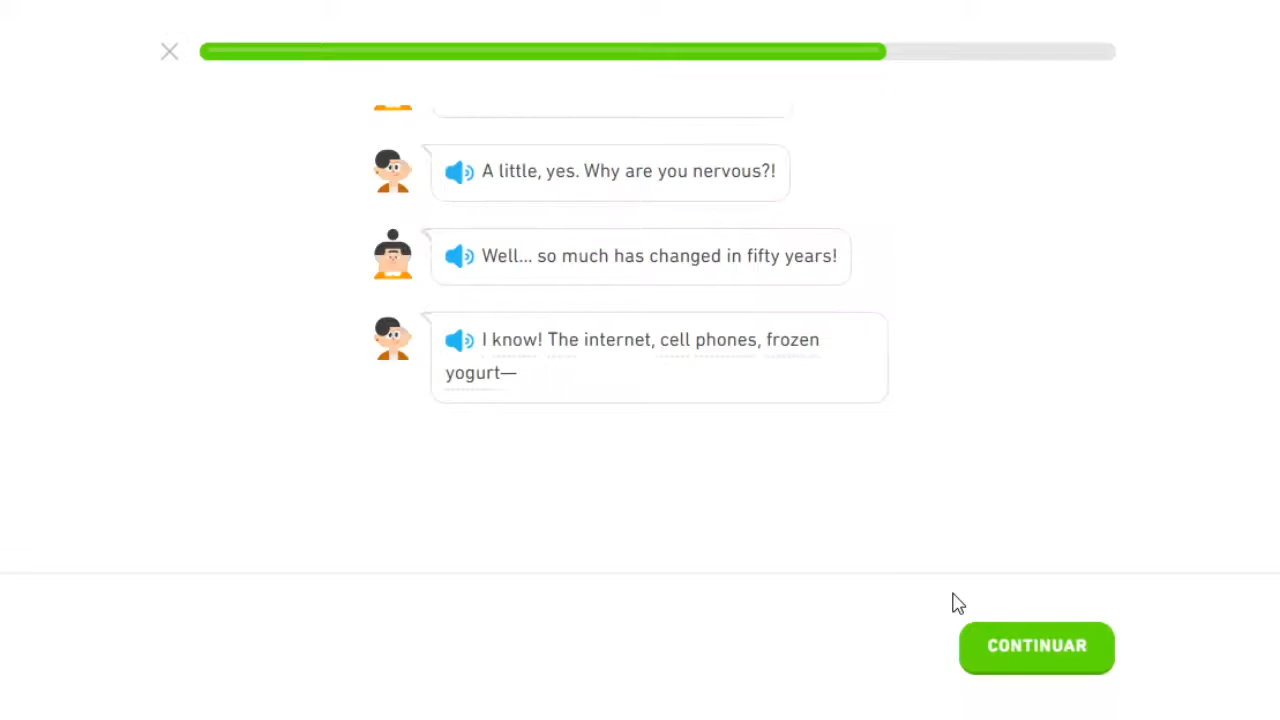 A little, yes. Why are you nervous?!
Well... so much has changed in fifty years!
I know! The internet, cell phones, frozen
yogurt—
CONTINUAR